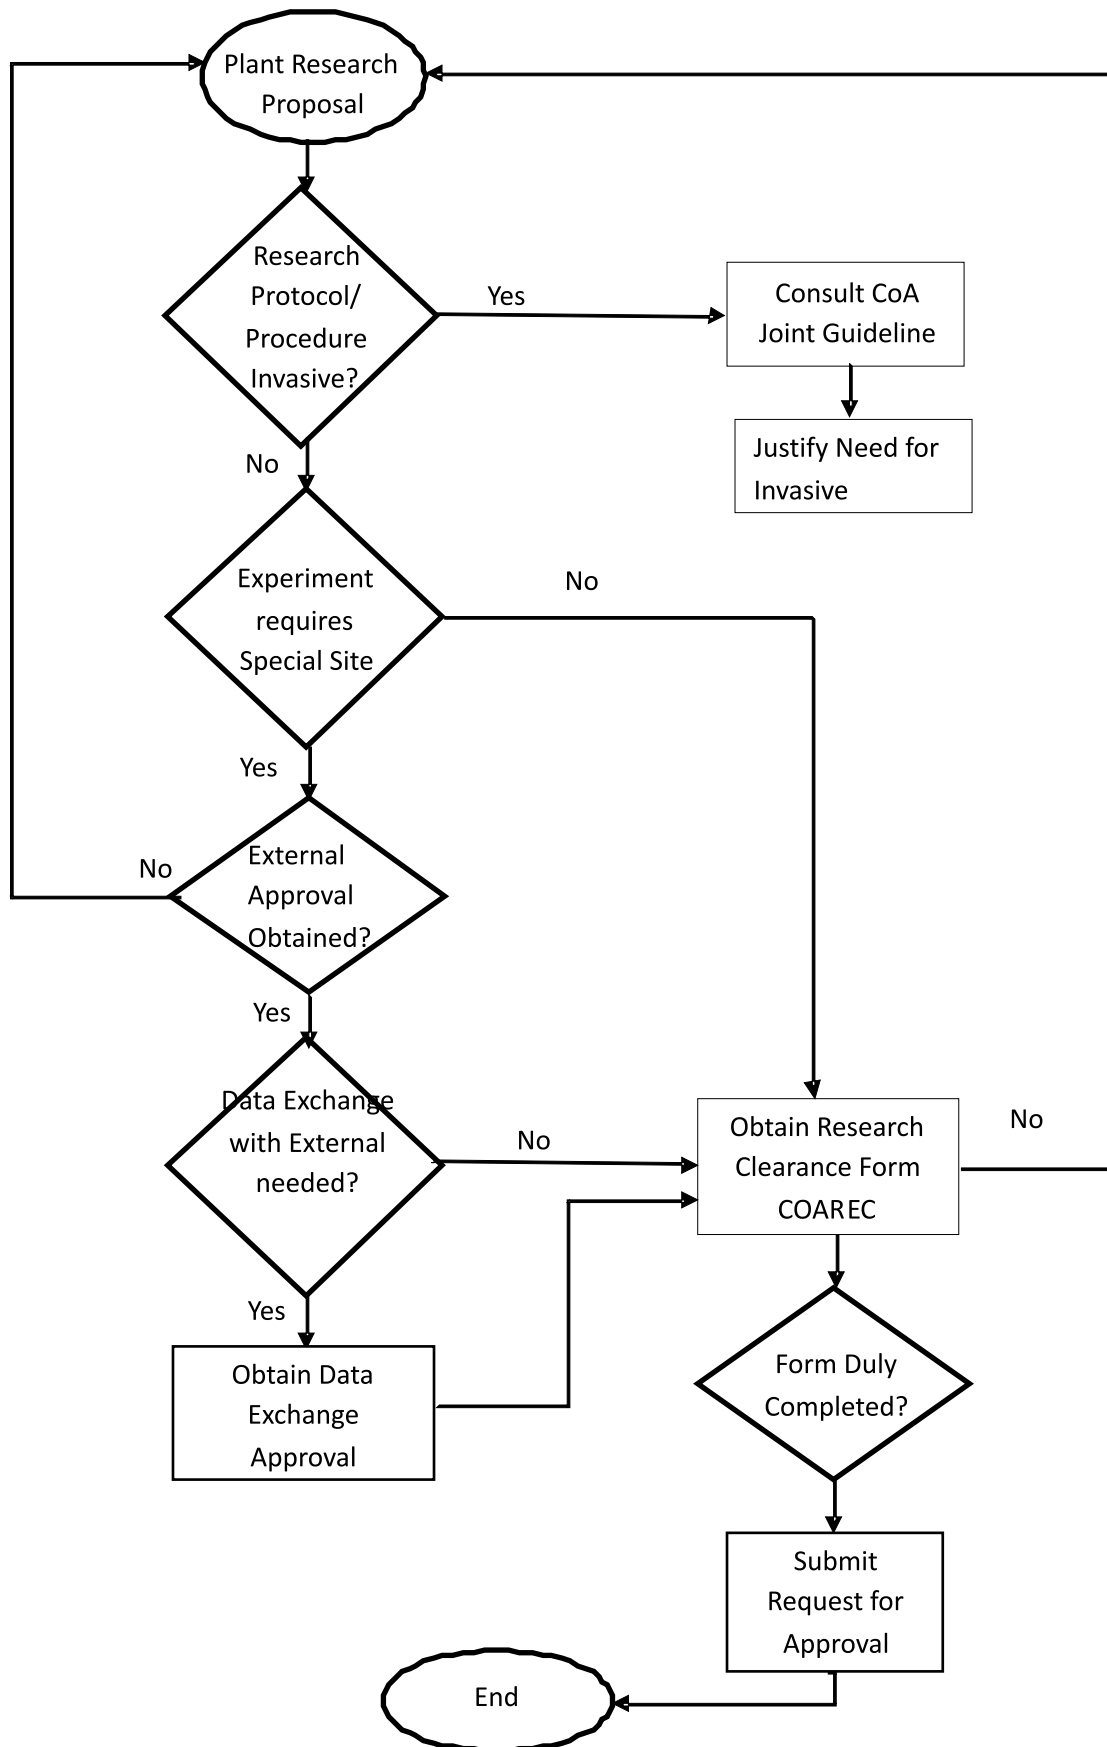 Plant Research
Proposal
Research
Protocol/
Procedure
Invasive?
Yes
Consult CoA
Joint Guideline
No
Justify Need for
Invasive
Experiment
requires
Special Site
No
Yes
No
External
Approval
Obtained?
Yes
Data Exchange
with External
needed?
No
Obtain Research
Clearance Form
COAREC
No
Yes
Obtain Data
Exchange
Approval
Form Duly
Completed?
Submit
Request for
Approval
End